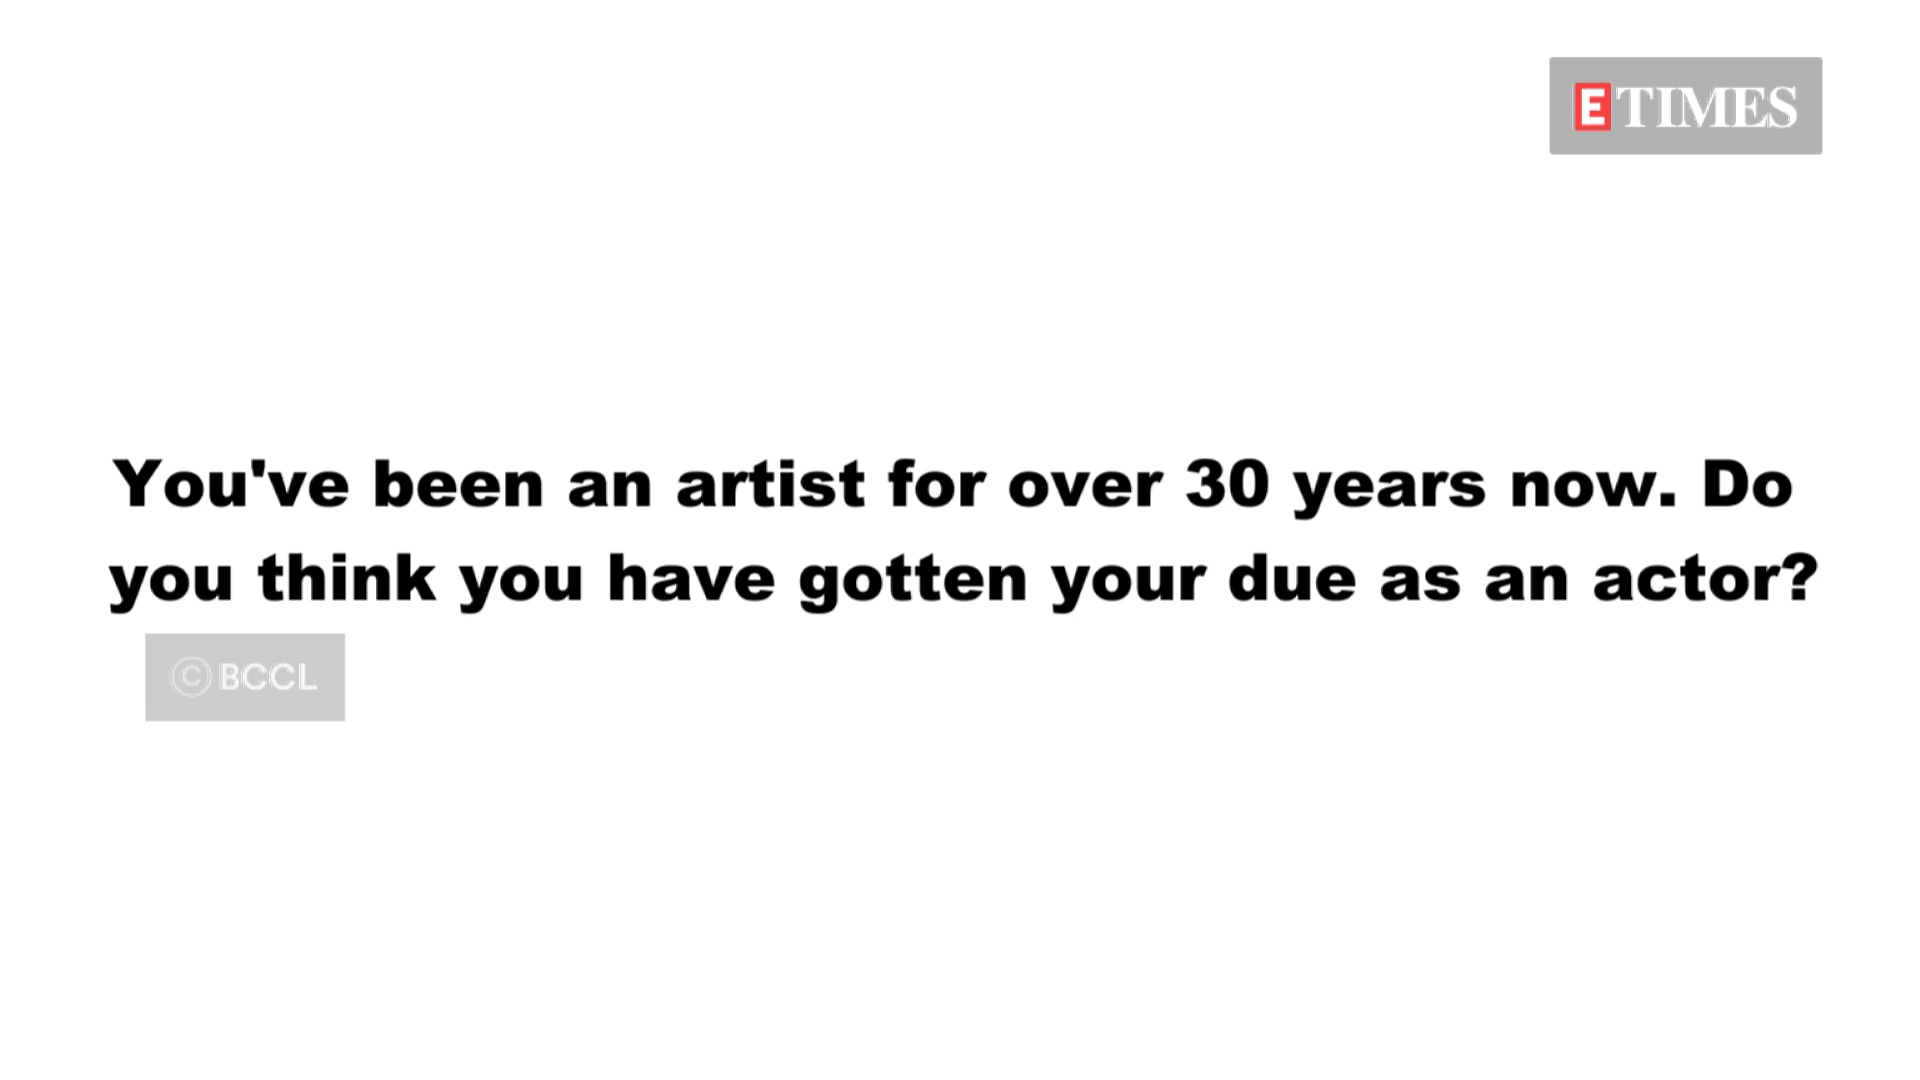 ETIMES
You've been an artist for over 30 years now. Do
you think you have gotten your due as an actor?
© BCCL